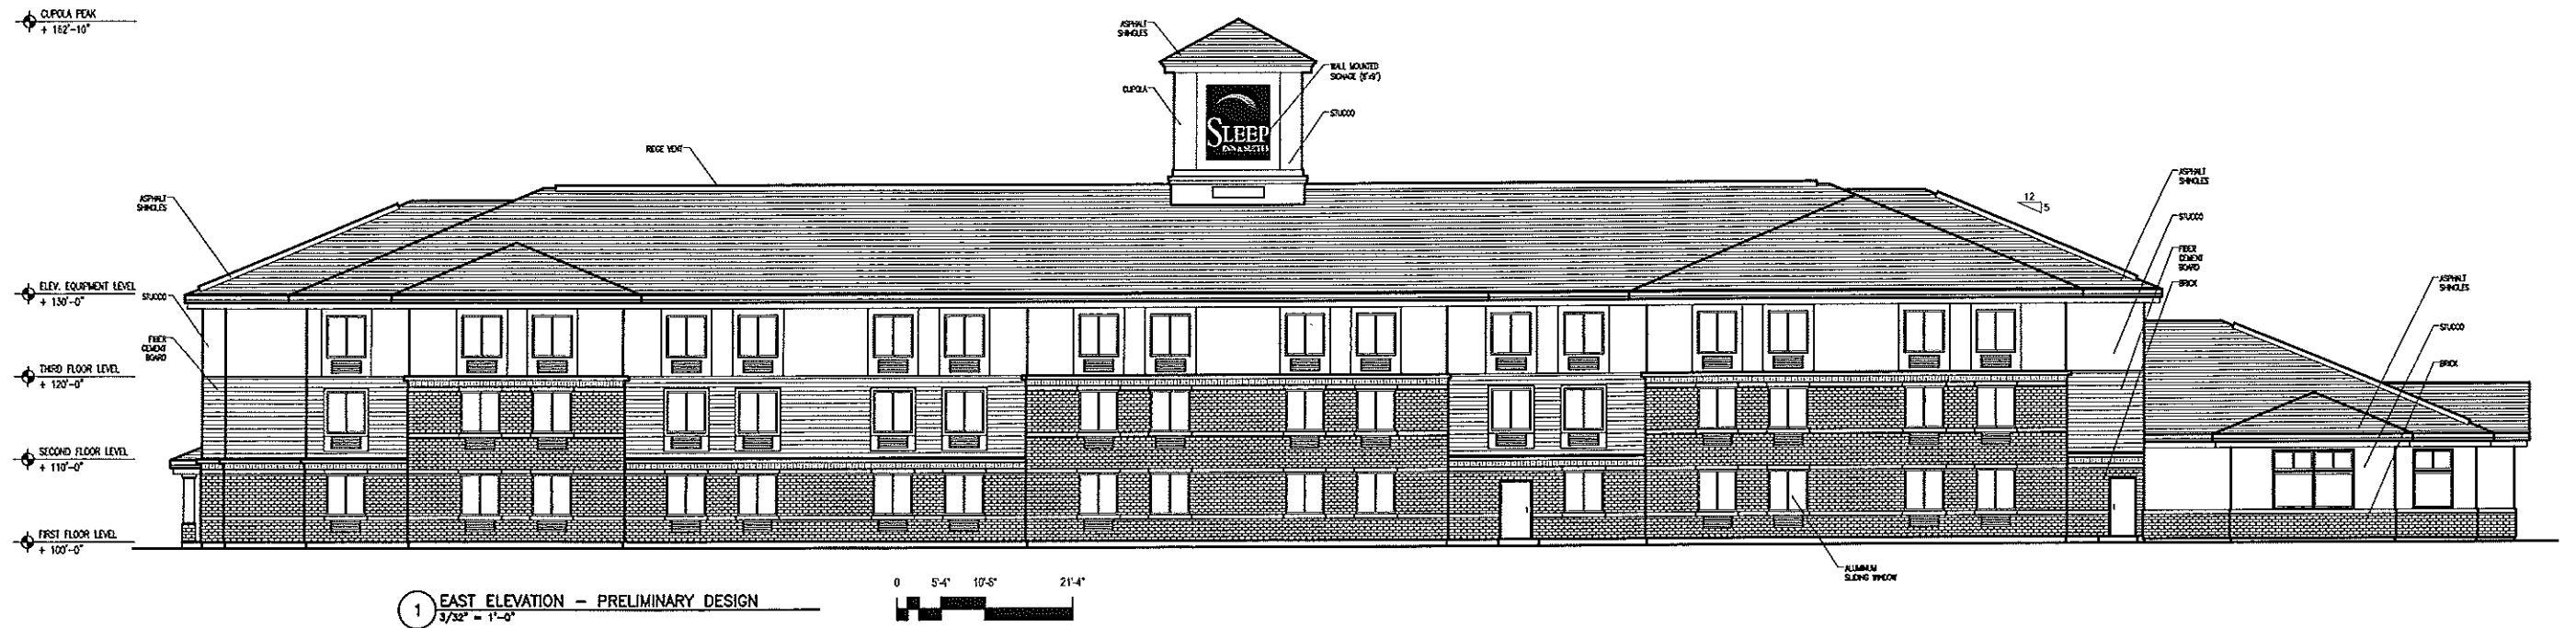 CUPOLA PEAK
+ 162'-10"
ASPHALT
SHINGLES
WALL MOUNTED
SIGNAGE (8'x9')
CUPOLA
STUCCO
SLEEP
INN & SUITES
RIDGE VENT
ASPHALT
SHINGLES
ASPHALT
SHINGLES
12
5
STUCCO
FIBER
CEMENT
BOARD
BRICK
ELEV. EQUIPMENT LEVEL
+ 130'-0"
STUCCO
ASPHALT
SHINGLES
STUCCO
BRICK
FIBER
CEMENT
BOARD
THIRD FLOOR LEVEL
+ 120'-0"
SECOND FLOOR LEVEL
+ 110'-0"
FIRST FLOOR LEVEL
+ 100'-0"
ALUMINUM
SLIDING WINDOW
1
EAST ELEVATION - PRELIMINARY DESIGN
3/32" = 1'-0"
0 5'-4" 10'-8" 21'-4"